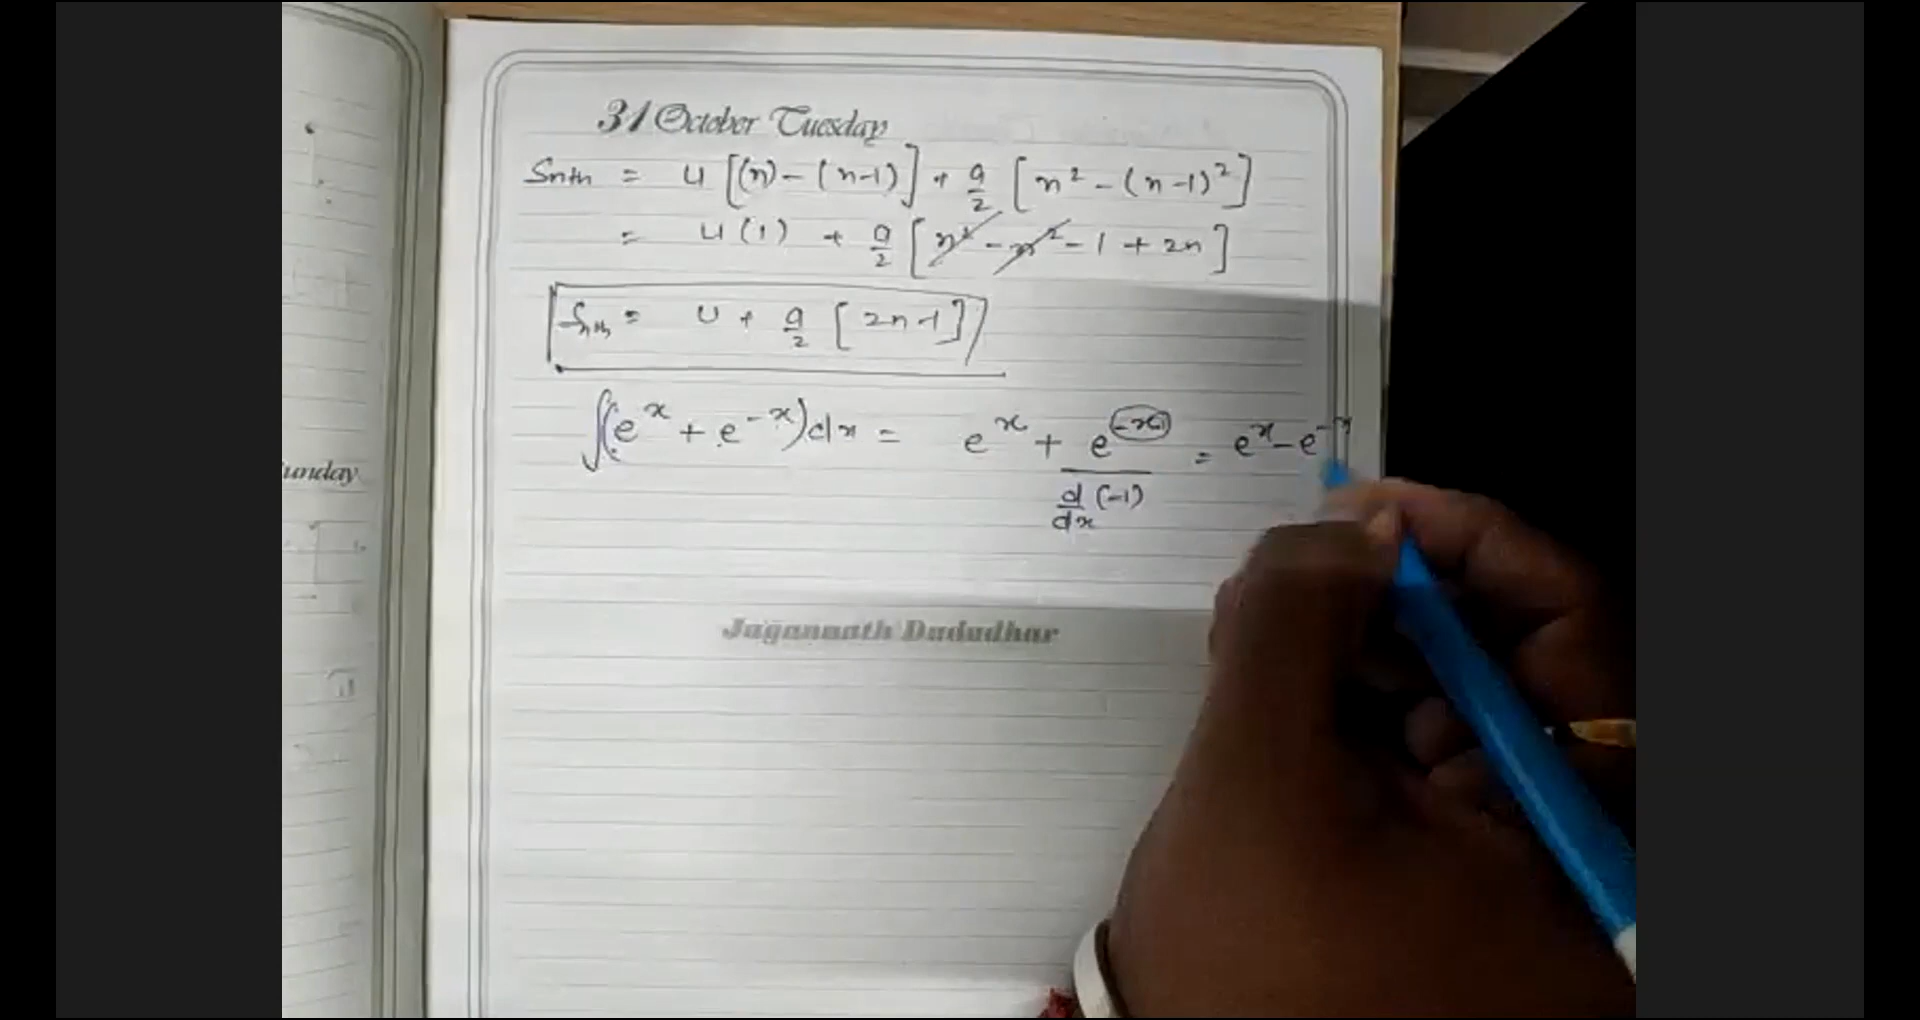 31 October Tuesday
Snth = u [(n) - (n-1)] + a/2 [n² - (n-1)²]
= u(1) + a/2 [n² - n² - 1 + 2n]
Snth = u + a/2 [2n-1]
∫(e^x + e^-x)dx = e^x + e^(-x) / d/dx (-1) = e^x - e^-x
unday
Jagannath Dadudhar